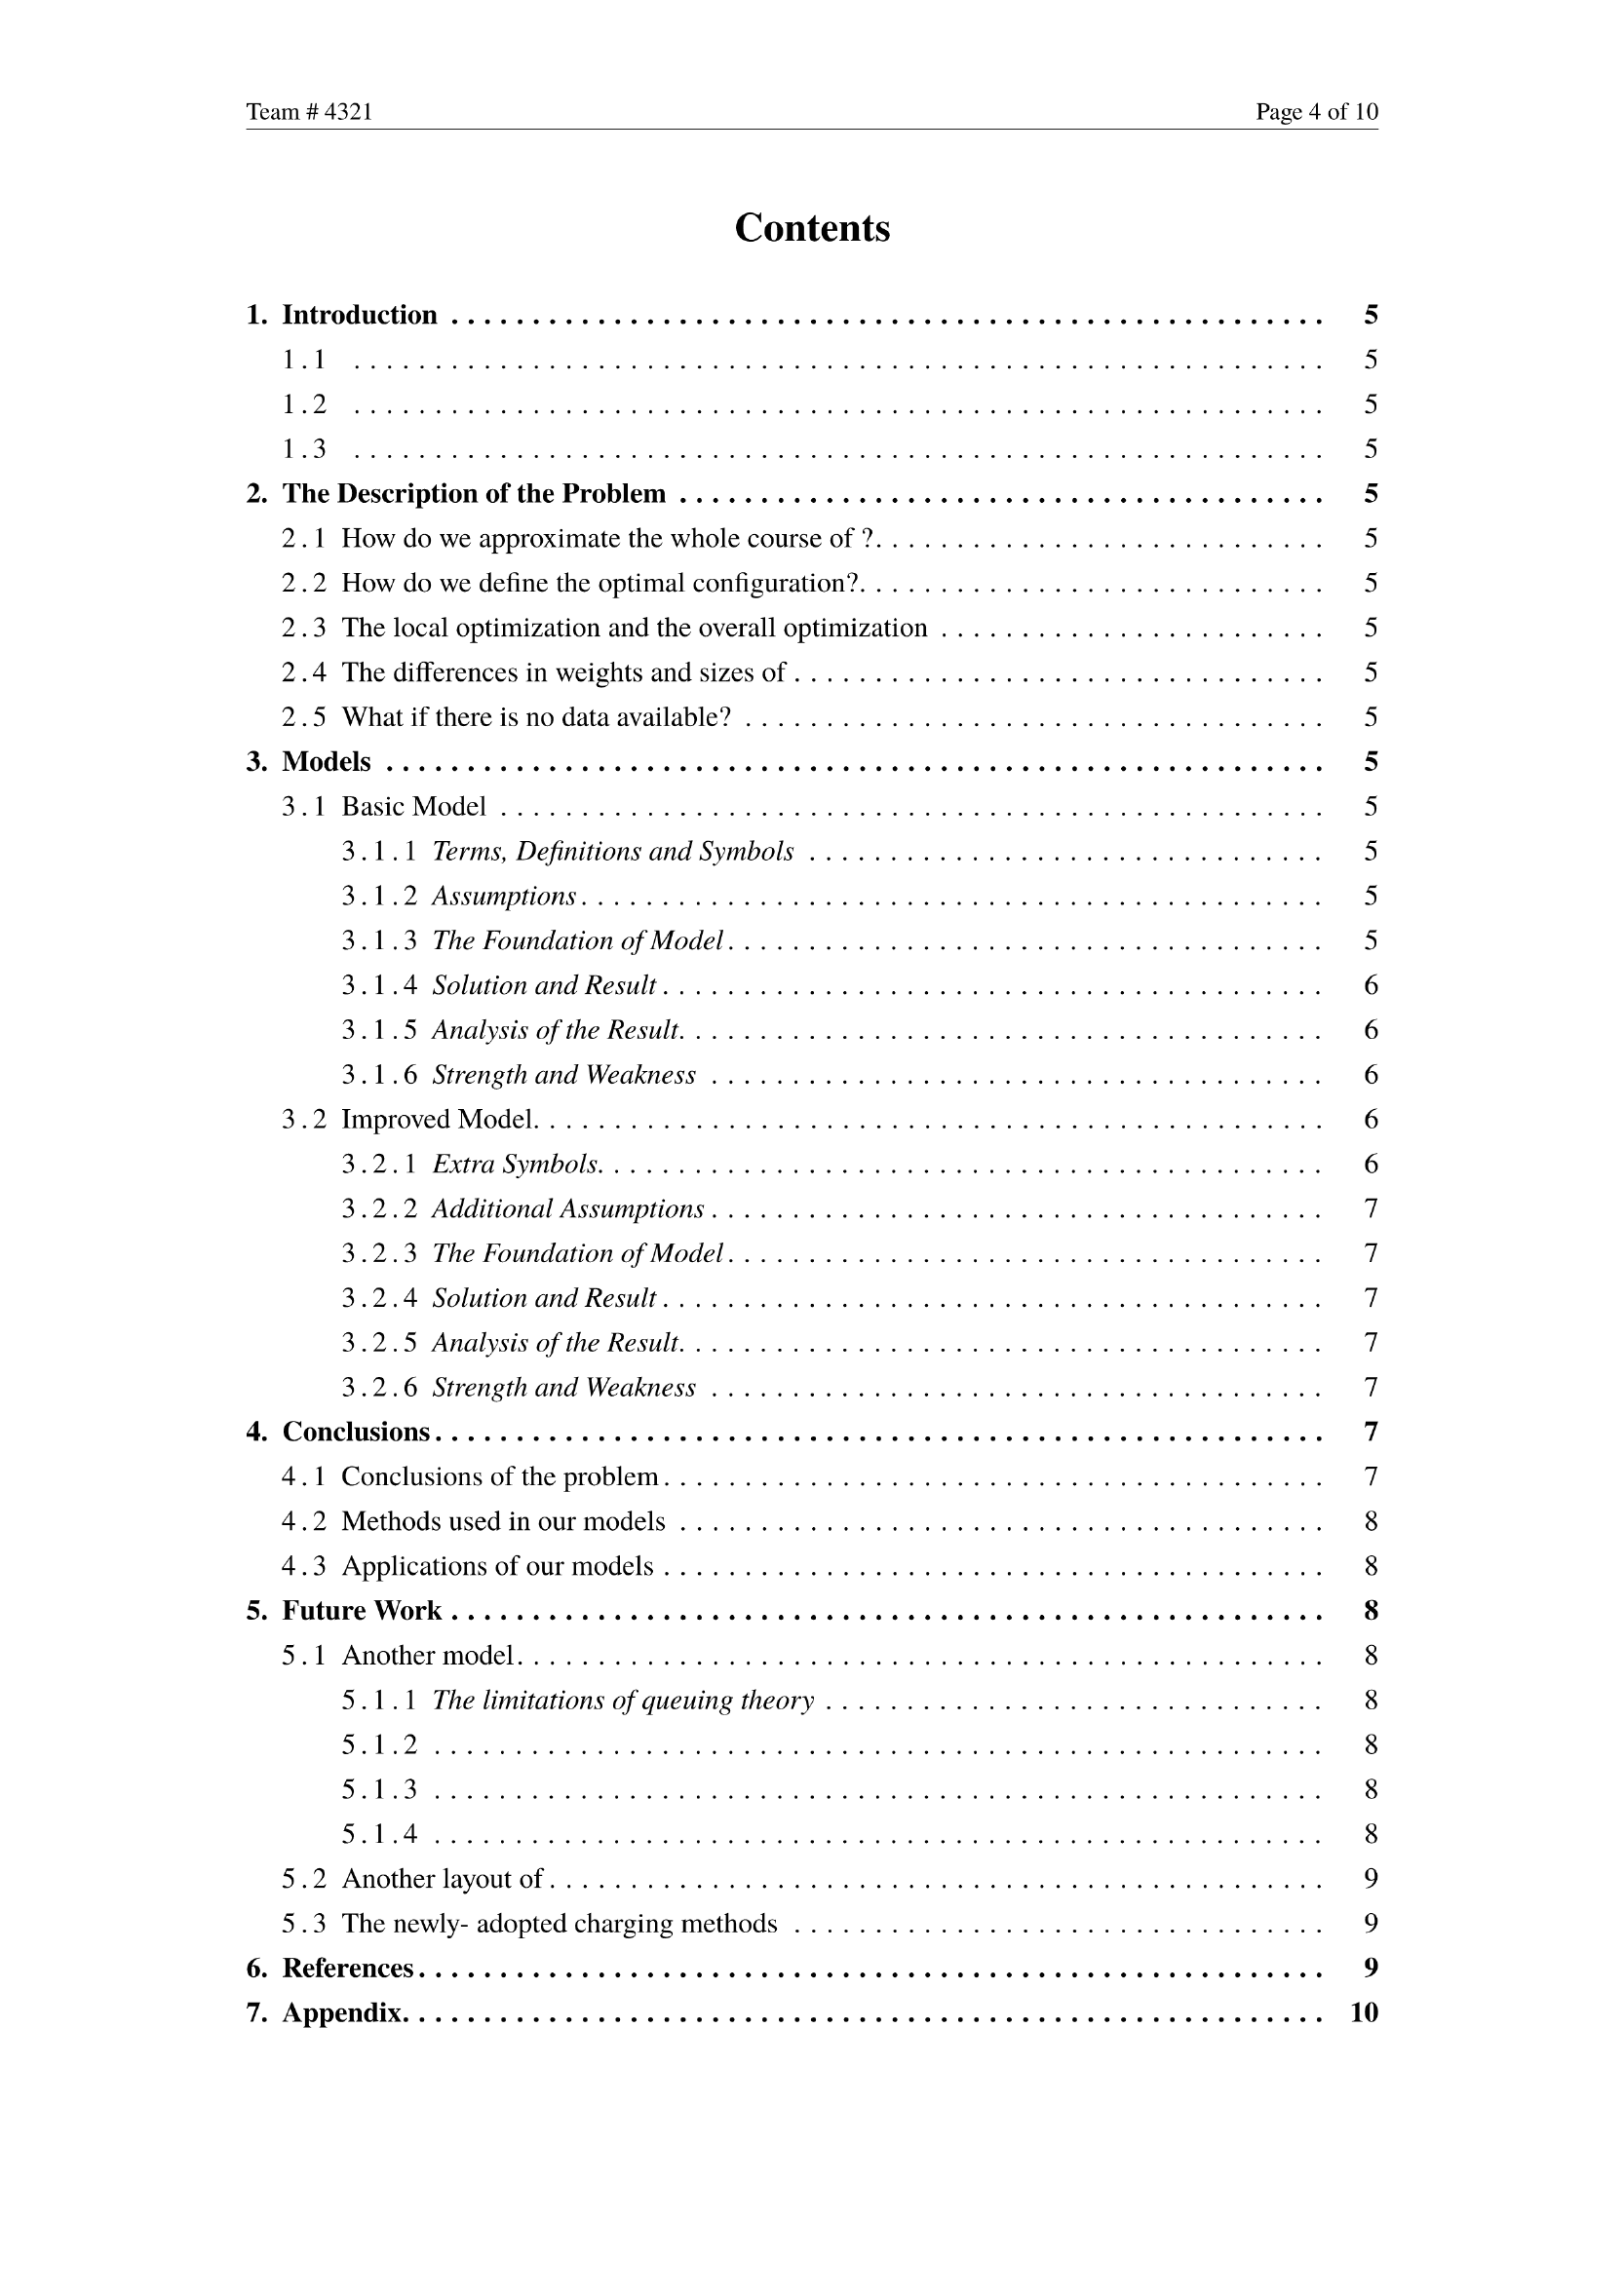 Team # 4321 Page 4 of 10
Contents
1. Introduction . . . . . . . . . . . . . . . . . . . . 5
1.1 . . . . . . . . . . . . . . . . . . . . 5
1.2 . . . . . . . . . . . . . . . . . . . . 5
1.3 . . . . . . . . . . . . . . . . . . . . 5
2. The Description of the Problem . . . . . . . . . . . . . . . . . . . . 5
2.1 How do we approximate the whole course of ?. . . . . . . . . . . . . . . . . . . . 5
2.2 How do we define the optimal configuration?. . . . . . . . . . . . . . . . . . . . 5
2.3 The local optimization and the overall optimization . . . . . . . . . . . . . . . . . . . . 5
2.4 The differences in weights and sizes of . . . . . . . . . . . . . . . . . . . . 5
2.5 What if there is no data available? . . . . . . . . . . . . . . . . . . . . 5
3. Models . . . . . . . . . . . . . . . . . . . . 5
3.1 Basic Model . . . . . . . . . . . . . . . . . . . . 5
3.1.1 Terms, Definitions and Symbols . . . . . . . . . . . . . . . . . . . . 5
3.1.2 Assumptions . . . . . . . . . . . . . . . . . . . . 5
3.1.3 The Foundation of Model . . . . . . . . . . . . . . . . . . . . 5
3.1.4 Solution and Result . . . . . . . . . . . . . . . . . . . . 6
3.1.5 Analysis of the Result. . . . . . . . . . . . . . . . . . . . 6
3.1.6 Strength and Weakness . . . . . . . . . . . . . . . . . . . . 6
3.2 Improved Model. . . . . . . . . . . . . . . . . . . . 6
3.2.1 Extra Symbols. . . . . . . . . . . . . . . . . . . . 6
3.2.2 Additional Assumptions . . . . . . . . . . . . . . . . . . . . 7
3.2.3 The Foundation of Model . . . . . . . . . . . . . . . . . . . . 7
3.2.4 Solution and Result . . . . . . . . . . . . . . . . . . . . 7
3.2.5 Analysis of the Result. . . . . . . . . . . . . . . . . . . . 7
3.2.6 Strength and Weakness . . . . . . . . . . . . . . . . . . . . 7
4. Conclusions . . . . . . . . . . . . . . . . . . . . 7
4.1 Conclusions of the problem . . . . . . . . . . . . . . . . . . . . 7
4.2 Methods used in our models . . . . . . . . . . . . . . . . . . . . 8
4.3 Applications of our models . . . . . . . . . . . . . . . . . . . . 8
5. Future Work . . . . . . . . . . . . . . . . . . . . 8
5.1 Another model. . . . . . . . . . . . . . . . . . . . 8
5.1.1 The limitations of queuing theory . . . . . . . . . . . . . . . . . . . . 8
5.1.2 . . . . . . . . . . . . . . . . . . . . 8
5.1.3 . . . . . . . . . . . . . . . . . . . . 8
5.1.4 . . . . . . . . . . . . . . . . . . . . 8
5.2 Another layout of . . . . . . . . . . . . . . . . . . . . 9
5.3 The newly- adopted charging methods . . . . . . . . . . . . . . . . . . . . 9
6. References . . . . . . . . . . . . . . . . . . . . 9
7. Appendix. . . . . . . . . . . . . . . . . . . . 10